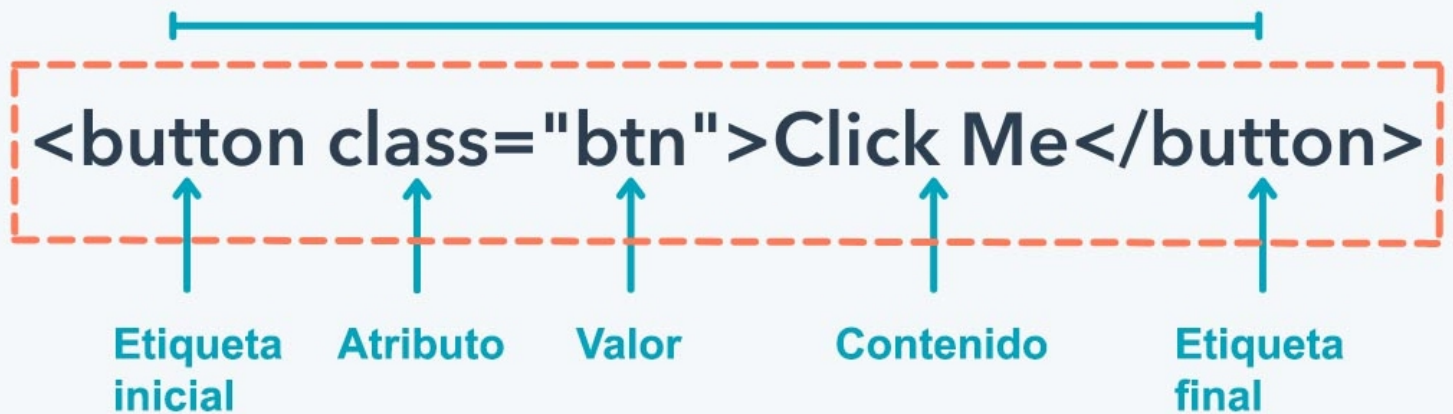 <button class="btn">Click Me</button>
Etiqueta inicial
Atributo
Valor
Contenido
Etiqueta final